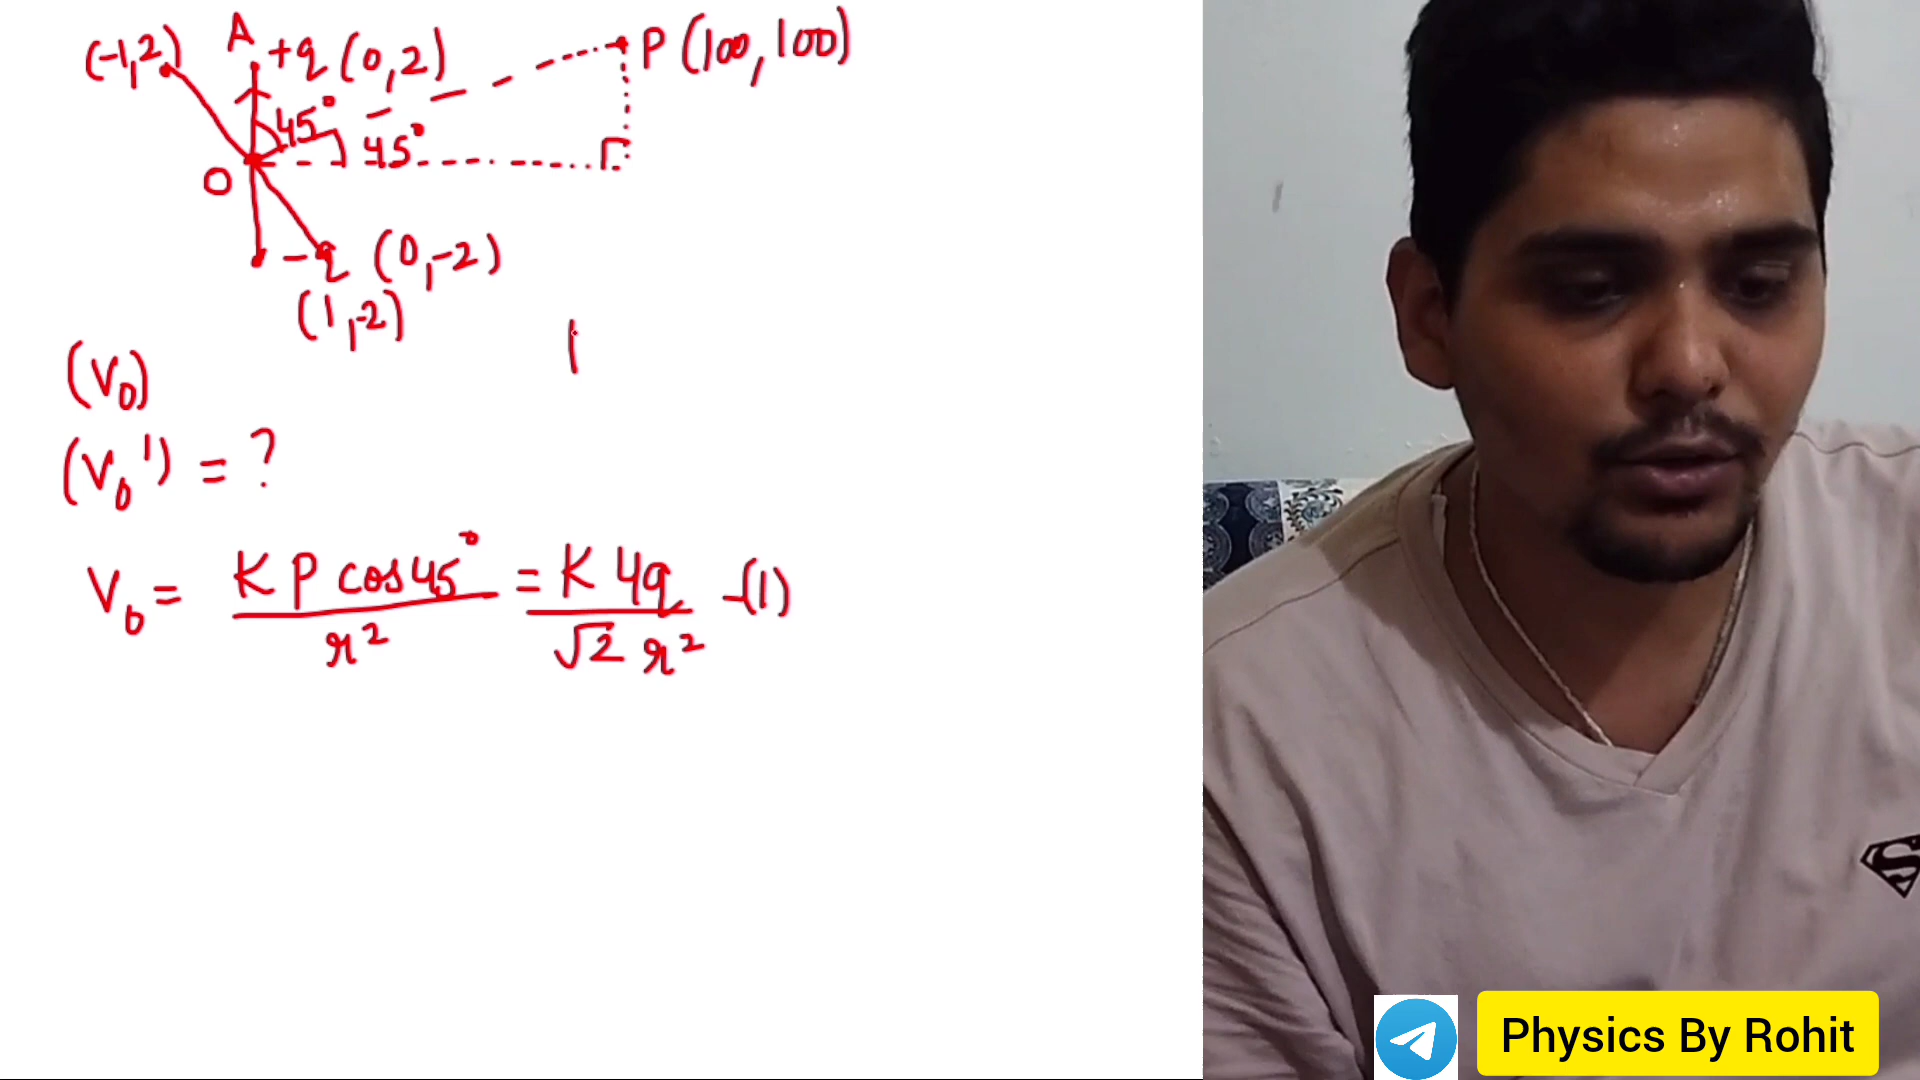 (-1,2) A +q (0,2) P (100,100)
45°
45°
O
-q (0,-2)
(1,-2)
(V₀)
(V₀') = ?
V₀ = K P cos45° / r² = K 4q / √2 r² -(1)
S
Physics By Rohit